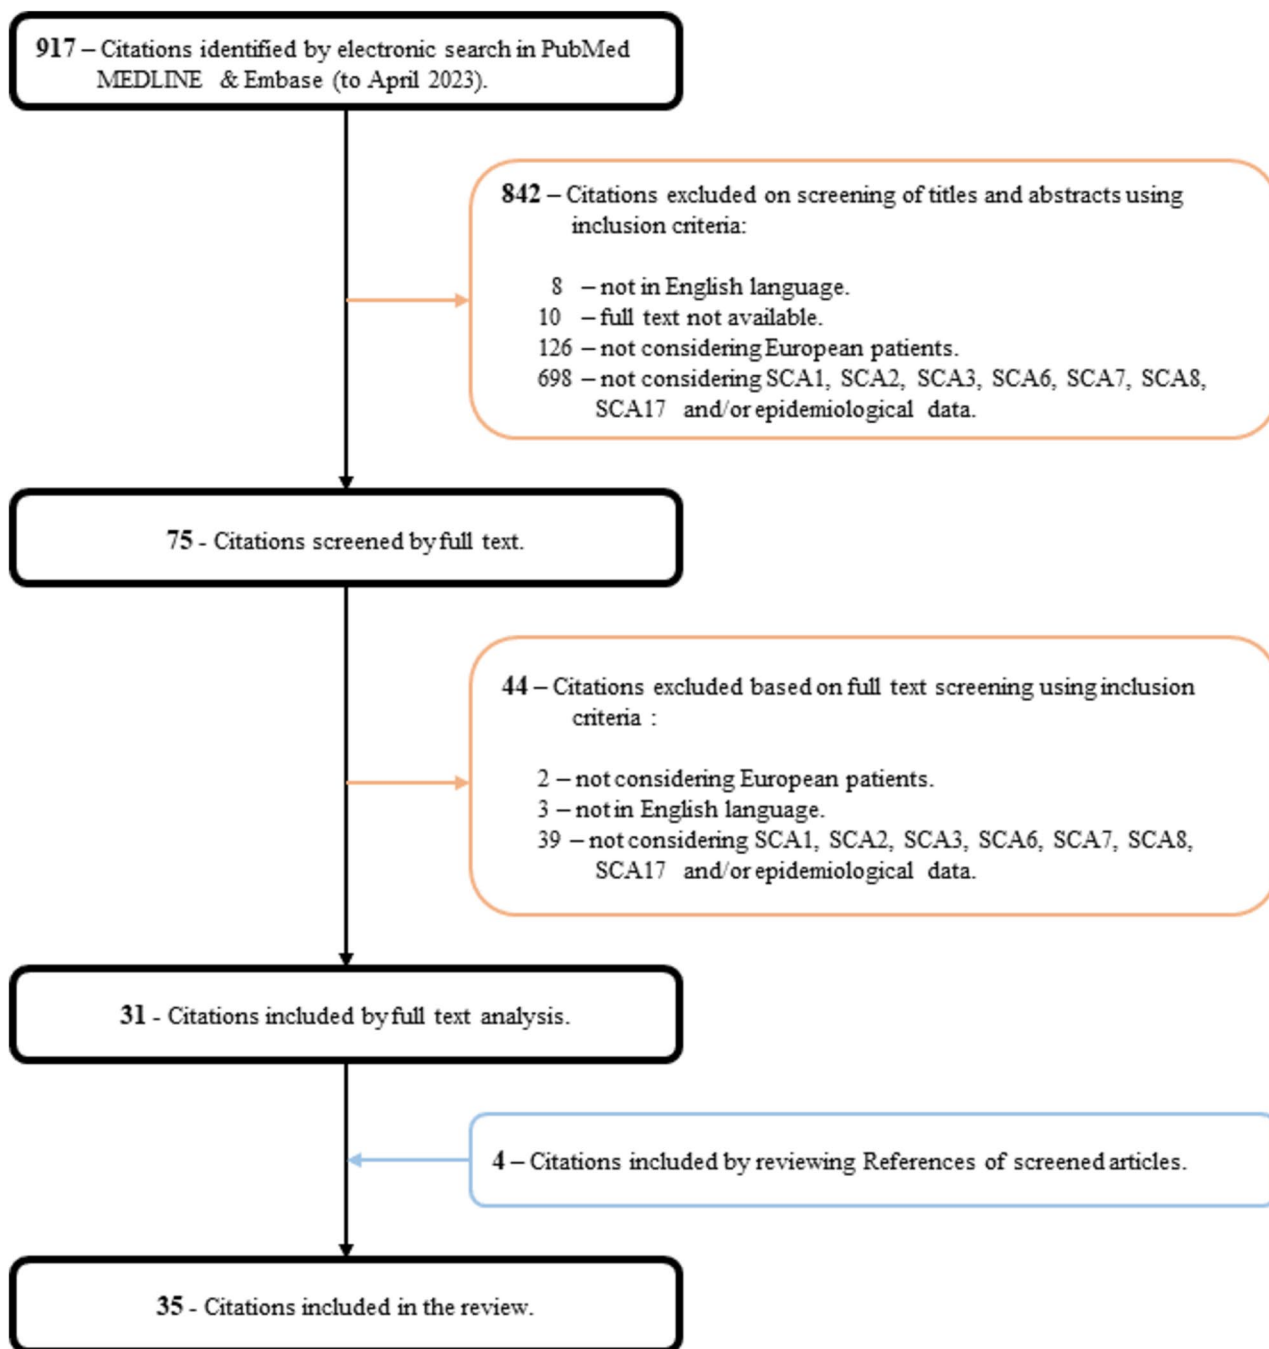 917 – Citations identified by electronic search in PubMed
MEDLINE & Embase (to April 2023).
842 – Citations excluded on screening of titles and abstracts using
inclusion criteria:
8 – not in English language.
10 – full text not available.
126 – not considering European patients.
698 – not considering SCA1, SCA2, SCA3, SCA6, SCA7, SCA8,
SCA17 and/or epidemiological data.
75 - Citations screened by full text.
44 – Citations excluded based on full text screening using inclusion
criteria :
2 – not considering European patients.
3 – not in English language.
39 – not considering SCA1, SCA2, SCA3, SCA6, SCA7, SCA8,
SCA17 and/or epidemiological data.
31 - Citations included by full text analysis.
4 – Citations included by reviewing References of screened articles.
35 - Citations included in the review.